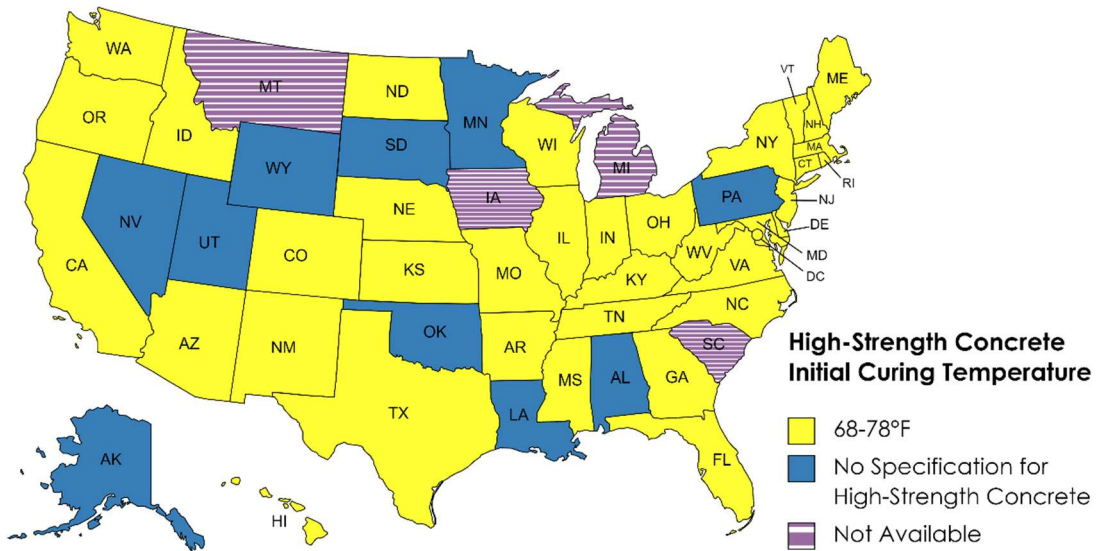 WA
MT
ND
MN
VT
ME
OR
ID
SD
WI
NY
NH
MA
CT
RI
WY
MI
IA
PA
NJ
NV
NE
DE
UT
IL
IN
OH
MD
CA
CO
KS
MO
WV
VA
DC
KY
NC
TN
AZ
NM
OK
AR
SC
MS
AL
GA
TX
LA
FL
AK
HI
High-Strength Concrete
Initial Curing Temperature
68-78°F
No Specification for
High-Strength Concrete
Not Available